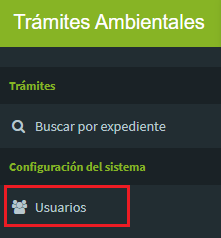 Trámites Ambientales
Trámites
Buscar por expediente
Configuración del sistema
Usuarios